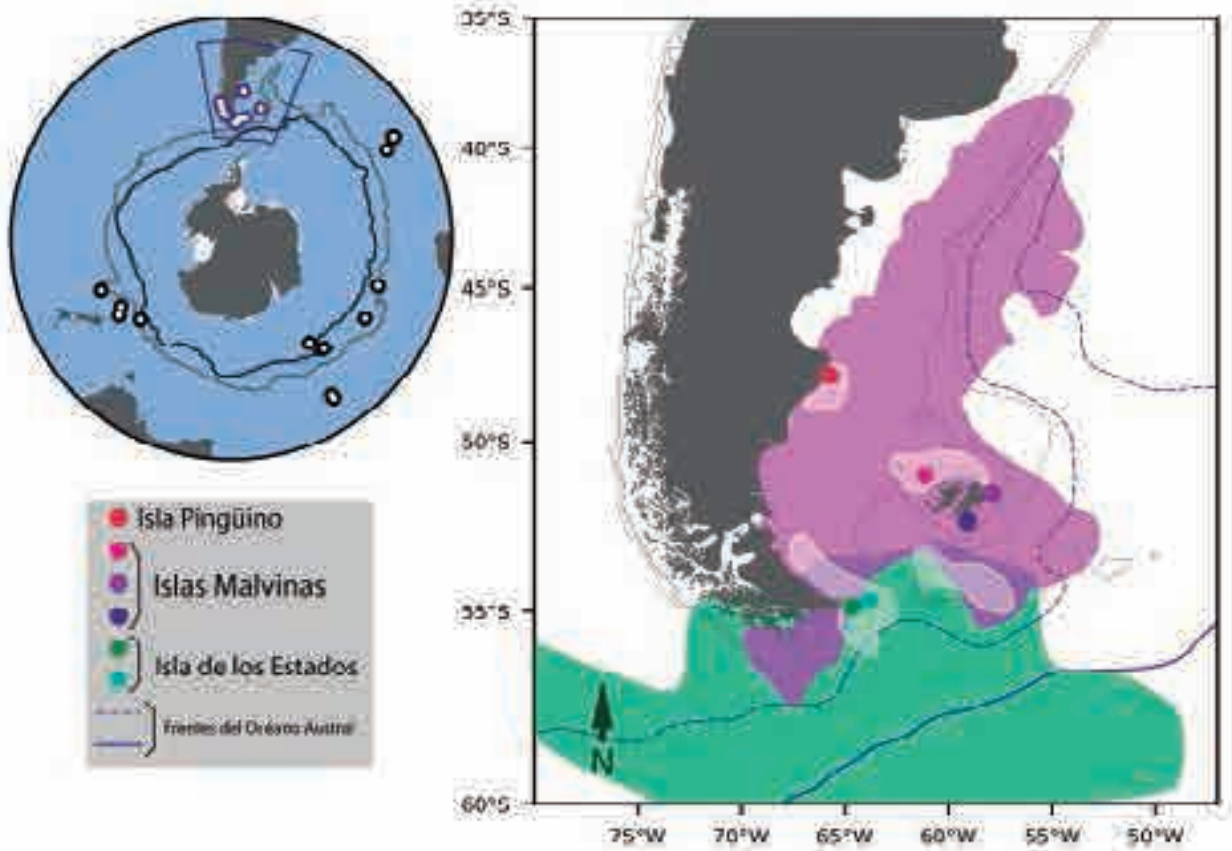 35°S
40°S
45°S
50°S
55°S
60°S
75°W
70°W
65°W
60°W
55°W
50°W
N
Isla Pingüino
Islas Malvinas
Isla de los Estados
Frentes del Océano Austral